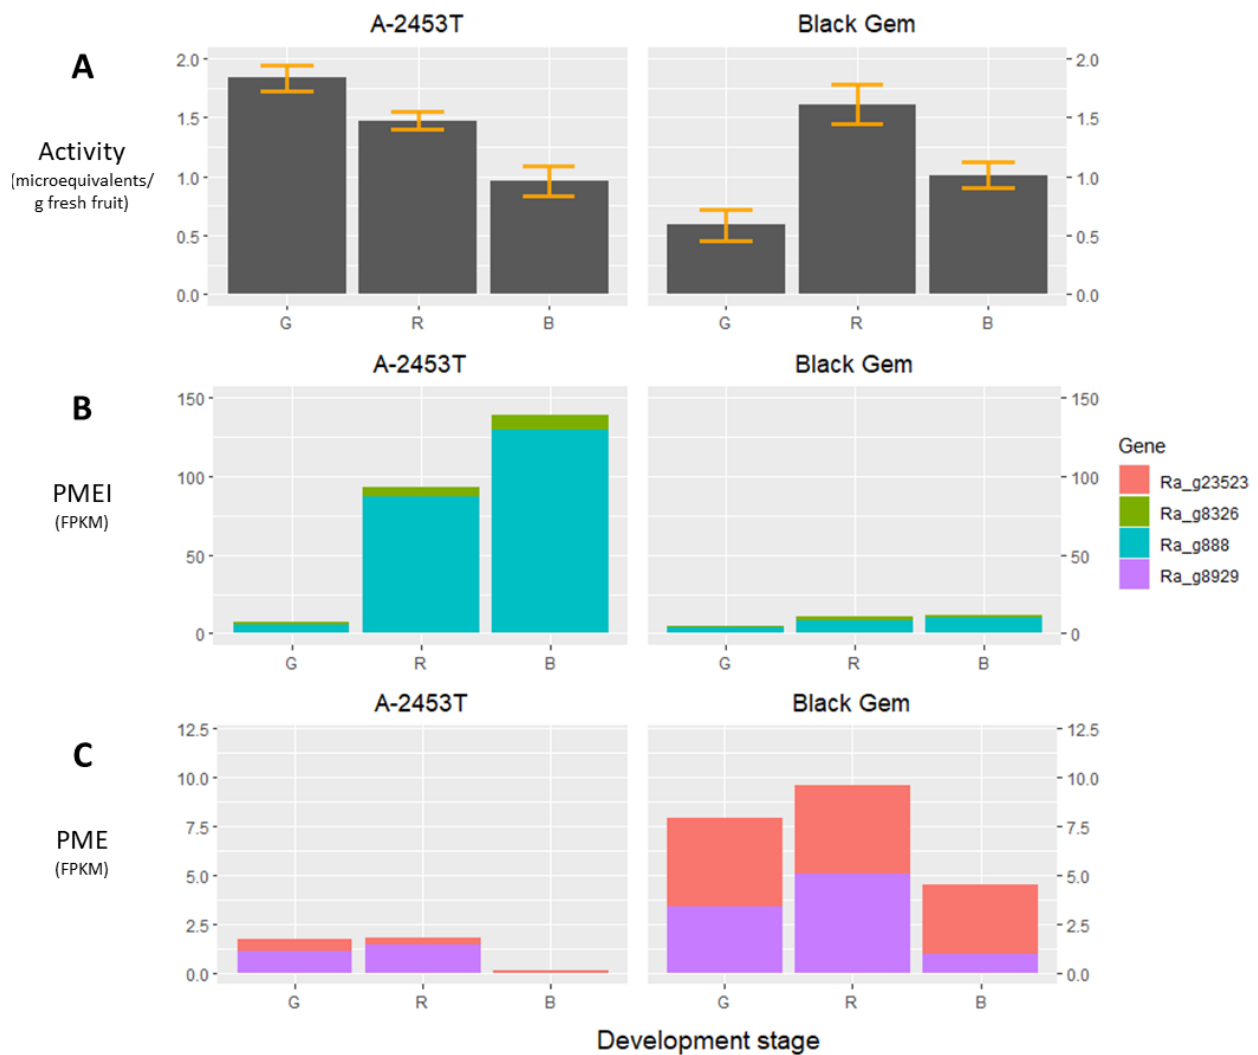 A-2453T
Black Gem
A
Activity
(microequivalents/
g fresh fruit)
2.0
1.5
1.0
0.5
0.0
2.0
1.5
1.0
0.5
0.0
G
R
B
G
R
B
A-2453T
Black Gem
B
PMEI
(FPKM)
150
100
50
0
150
100
50
0
G
R
B
G
R
B
Gene
Ra_g23523
Ra_g8326
Ra_g888
Ra_g8929
A-2453T
Black Gem
C
PME
(FPKM)
12.5
10.0
7.5
5.0
2.5
0.0
12.5
10.0
7.5
5.0
2.5
0.0
G
R
B
G
R
B
Development stage